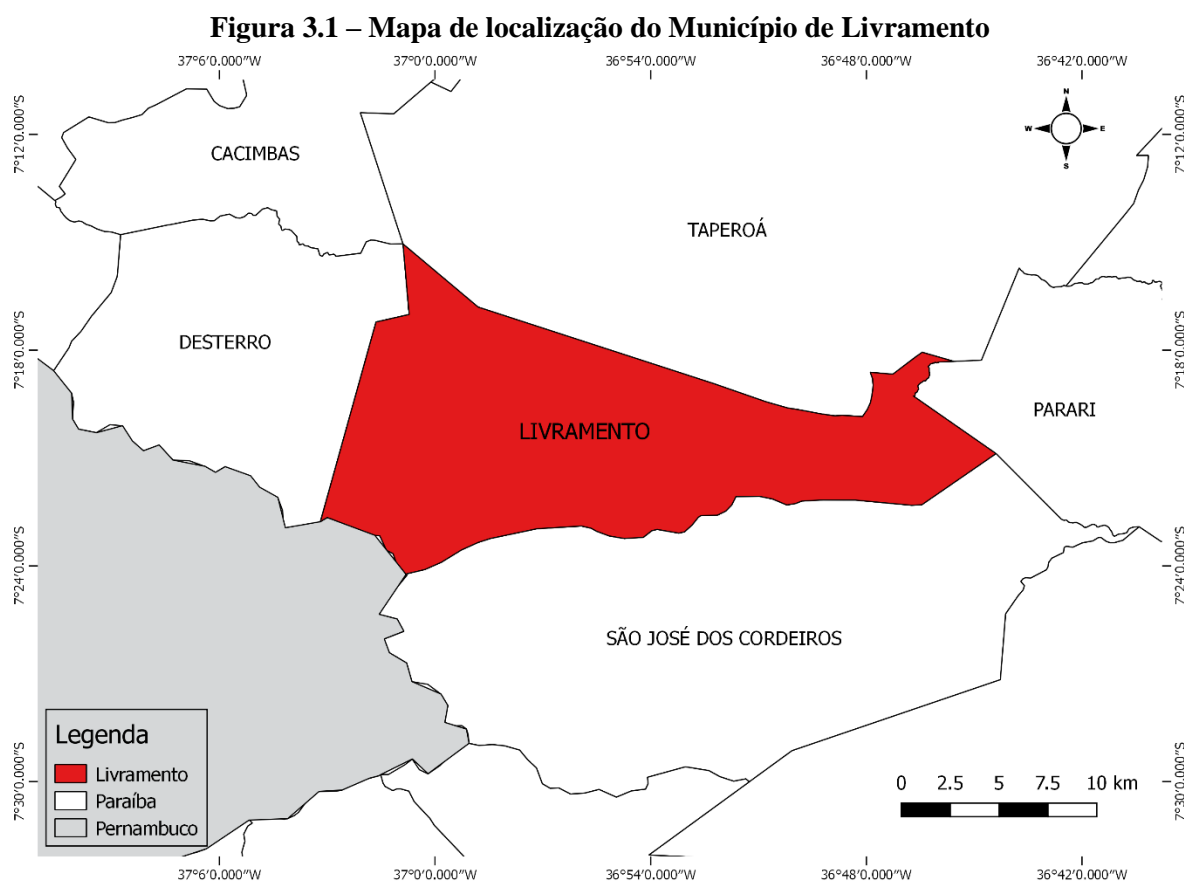 Figura 3.1 – Mapa de localização do Município de Livramento
37°6'0.000"W
37°0'0.000"W
36°54'0.000"W
36°48'0.000"W
36°42'0.000"W
7°12'0.000"S
7°12'0.000"S
N
W
E
S
CACIMBAS
TAPEROÁ
DESTERRO
7°18'0.000"S
7°18'0.000"S
PARARI
LIVRAMENTO
7°24'0.000"S
7°24'0.000"S
SÃO JOSÉ DOS CORDEIROS
Legenda
Livramento
Paraíba
Pernambuco
7°30'0.000"S
7°30'0.000"S
0 2.5 5 7.5 10 km
37°6'0.000"W
37°0'0.000"W
36°54'0.000"W
36°48'0.000"W
36°42'0.000"W